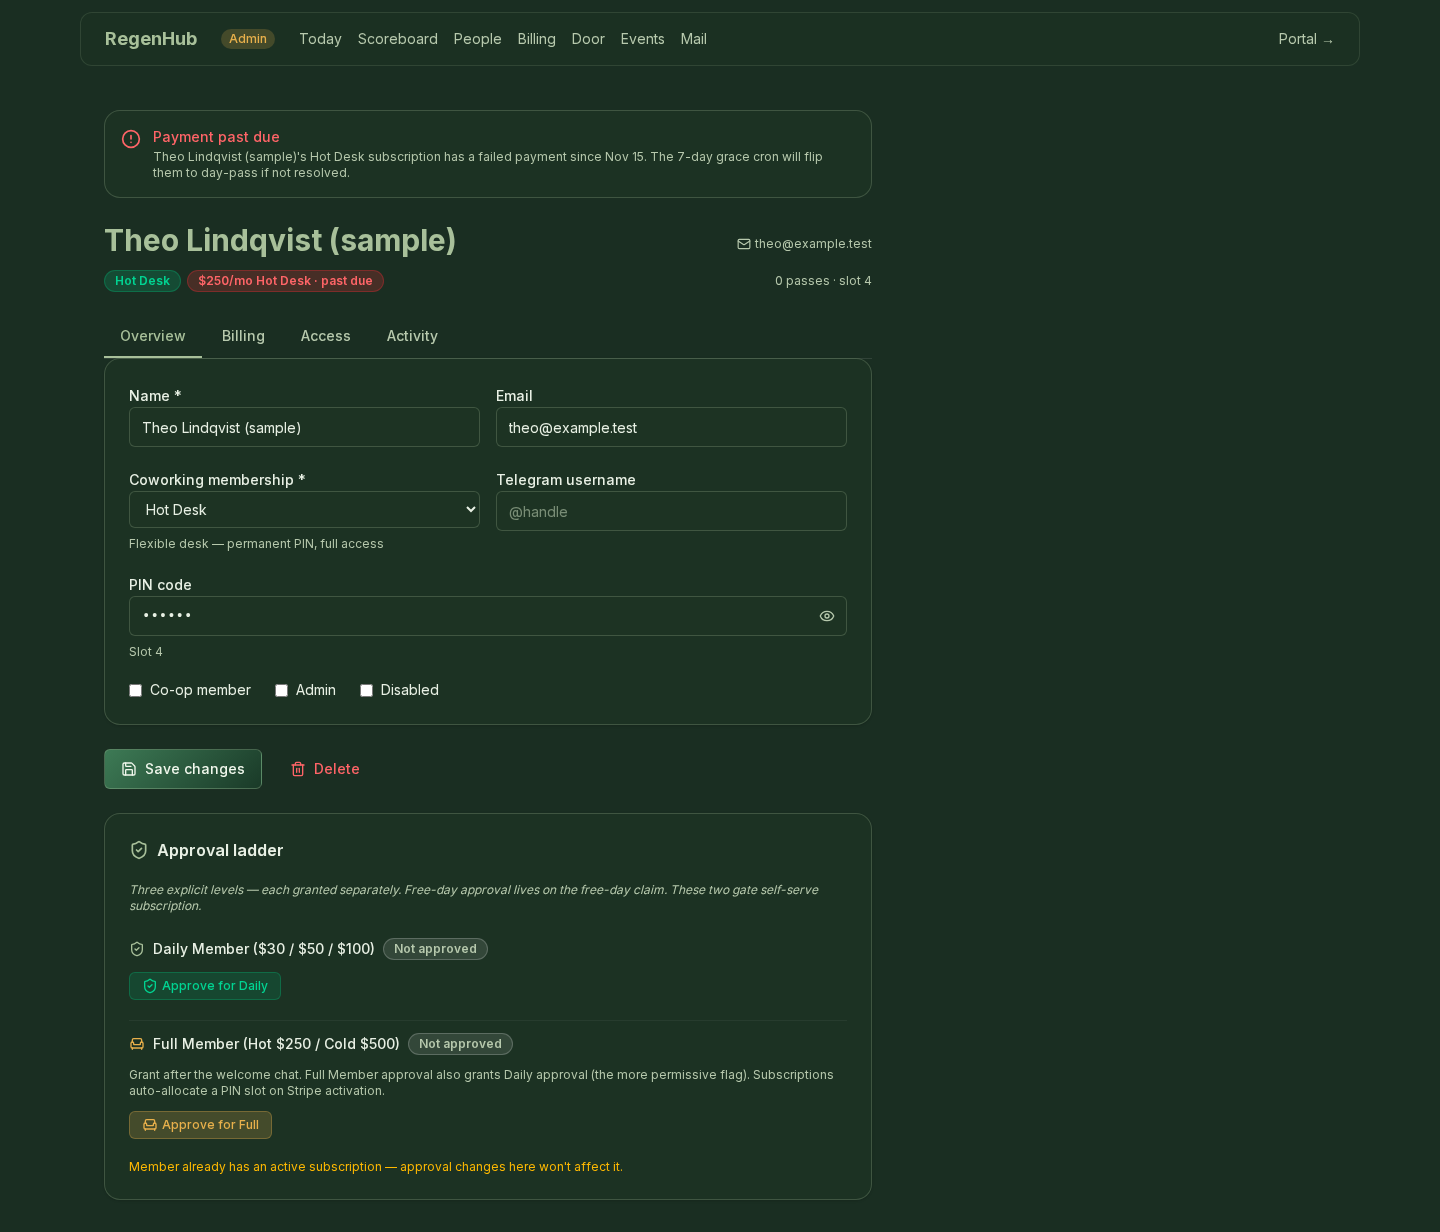 RegenHub Admin Today Scoreboard People Billing Door Events Mail Portal →
Payment past due
Theo Lindqvist (sample)'s Hot Desk subscription has a failed payment since Nov 15. The 7-day grace cron will flip
them to day-pass if not resolved.
Theo Lindqvist (sample)
theo@example.test
Hot Desk $250/mo Hot Desk · past due
0 passes · slot 4
Overview Billing Access Activity
Name * Email
Theo Lindqvist (sample) theo@example.test
Coworking membership * Telegram username
Hot Desk @handle
Flexible desk — permanent PIN, full access
PIN code
••••••
Slot 4
Co-op member Admin Disabled
Save changes Delete
Approval ladder
Three explicit levels — each granted separately. Free-day approval lives on the free-day claim. These two gate self-serve
subscription.
Daily Member ($30 / $50 / $100) Not approved
Approve for Daily
Full Member (Hot $250 / Cold $500) Not approved
Grant after the welcome chat. Full Member approval also grants Daily approval (the more permissive flag). Subscriptions
auto-allocate a PIN slot on Stripe activation.
Approve for Full
Member already has an active subscription — approval changes here won't affect it.